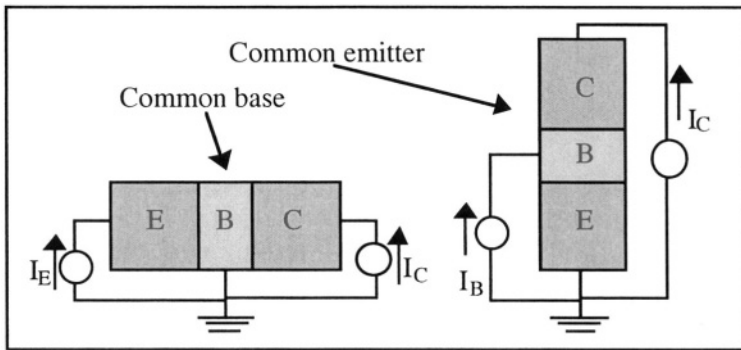 Common emitter
Common base
C
B
E
I_C
I_B
E B C
I_E
I_C